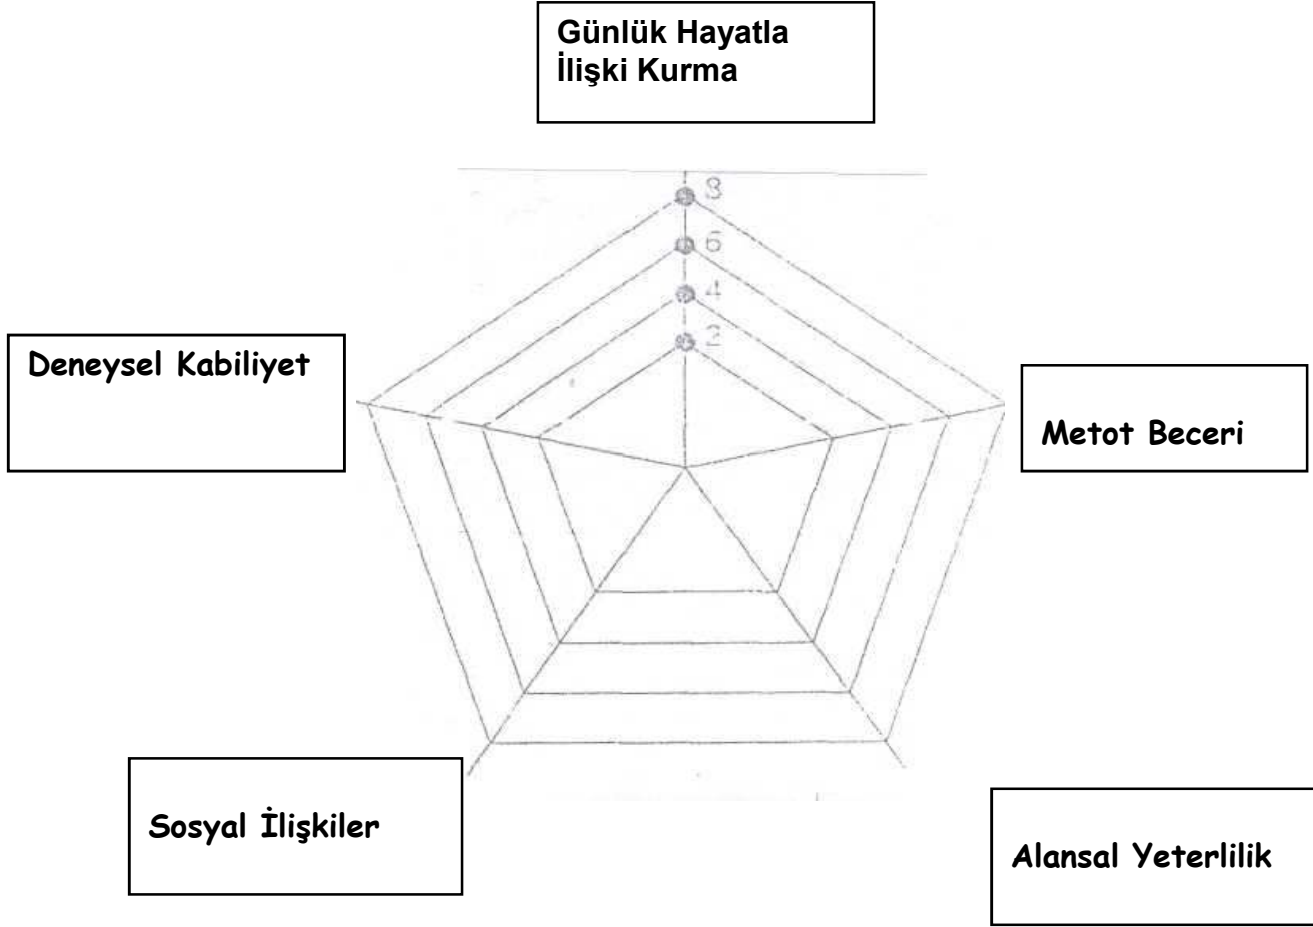 Günlük Hayatla
İlişki Kurma
8
6
4
2
Deneysel Kabiliyet
Metot Beceri
Sosyal İlişkiler
Alansal Yeterlilik